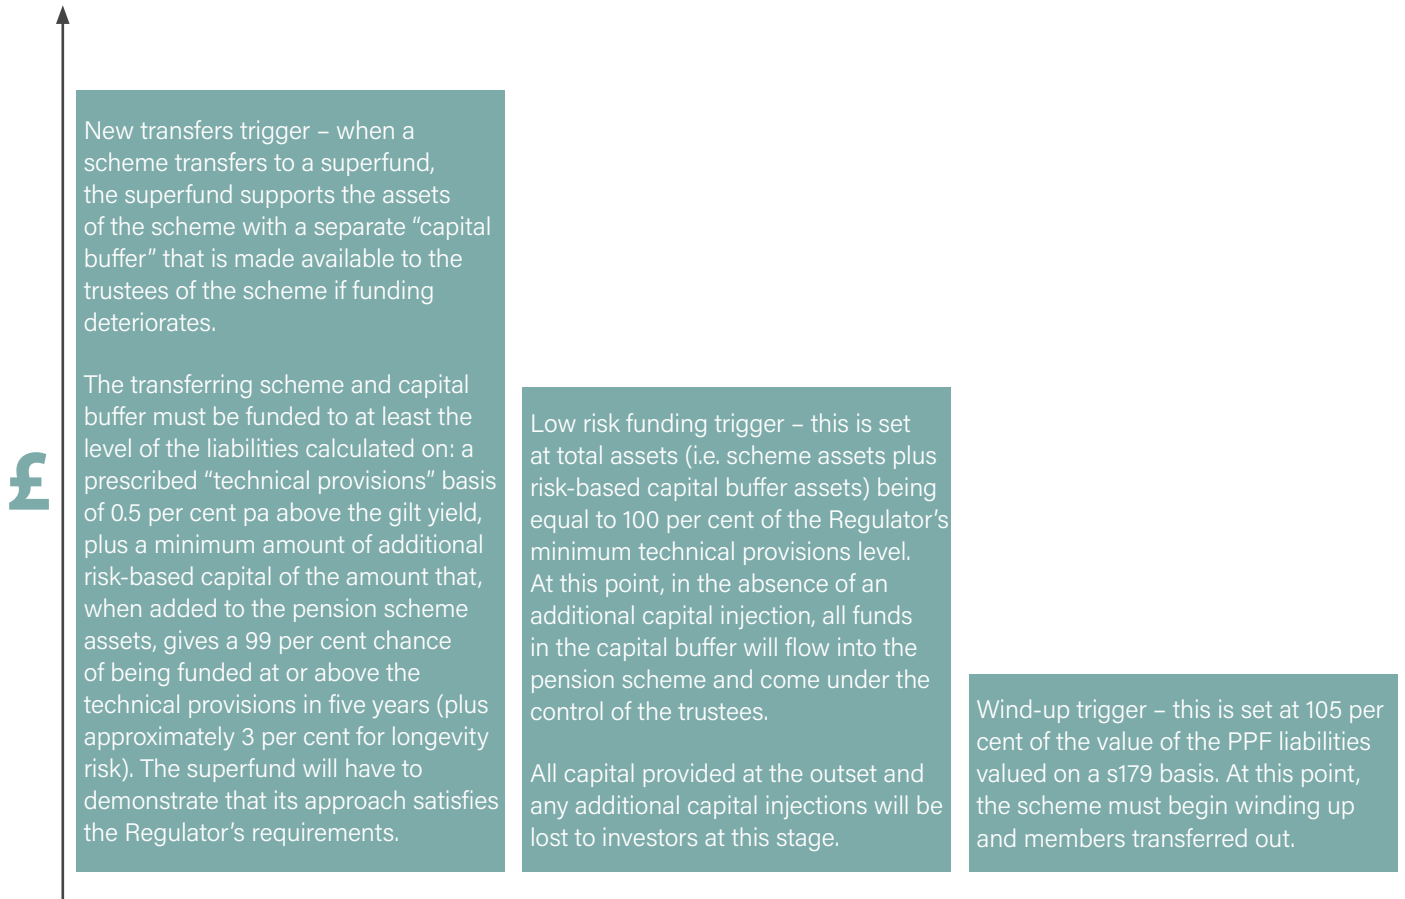 £
New transfers trigger – when a
scheme transfers to a superfund,
the superfund supports the assets
of the scheme with a separate “capital
buffer” that is made available to the
trustees of the scheme if funding
deteriorates.
The transferring scheme and capital
buffer must be funded to at least the
level of the liabilities calculated on: a
prescribed “technical provisions” basis
of 0.5 per cent pa above the gilt yield,
plus a minimum amount of additional
risk-based capital of the amount that,
when added to the pension scheme
assets, gives a 99 per cent chance
of being funded at or above the
technical provisions in five years (plus
approximately 3 per cent for longevity
risk). The superfund will have to
demonstrate that its approach satisfies
the Regulator’s requirements.
Low risk funding trigger – this is set
at total assets (i.e. scheme assets plus
risk-based capital buffer assets) being
equal to 100 per cent of the Regulator’s
minimum technical provisions level.
At this point, in the absence of an
additional capital injection, all funds
in the capital buffer will flow into the
pension scheme and come under the
control of the trustees.
All capital provided at the outset and
any additional capital injections will be
lost to investors at this stage.
Wind-up trigger – this is set at 105 per
cent of the value of the PPF liabilities
valued on a s179 basis. At this point,
the scheme must begin winding up
and members transferred out.